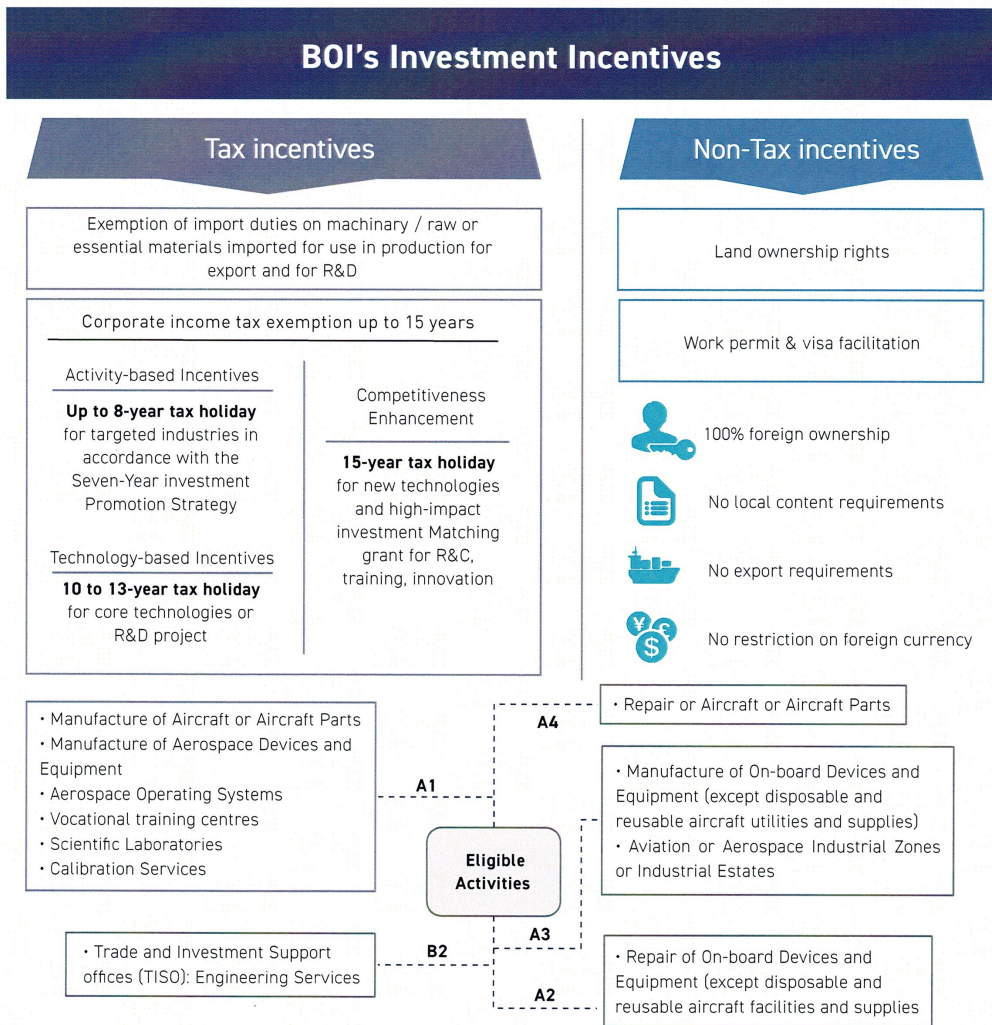 BOI's Investment Incentives
Tax incentives
Exemption of import duties on machinary / raw or
essential materials imported for use in production for
export and for R&D
Corporate income tax exemption up to 15 years
Activity-based Incentives
Up to 8-year tax holiday
for targeted industries in
accordance with the
Seven-Year investment
Promotion Strategy
Technology-based Incentives
10 to 13-year tax holiday
for core technologies or
R&D project
Competitiveness
Enhancement
15-year tax holiday
for new technologies
and high-impact
investment Matching
grant for R&C,
training, innovation
Non-Tax incentives
Land ownership rights
Work permit & visa facilitation
100% foreign ownership
No local content requirements
No export requirements
¥ £
$
No restriction on foreign currency
• Manufacture of Aircraft or Aircraft Parts
• Manufacture of Aerospace Devices and
Equipment
• Aerospace Operating Systems
• Vocational training centres
• Scientific Laboratories
• Calibration Services
A1
A4
• Repair or Aircraft or Aircraft Parts
• Manufacture of On-board Devices and
Equipment (except disposable and
reusable aircraft utilities and supplies)
• Aviation or Aerospace Industrial Zones
or Industrial Estates
Eligible
Activities
A3
B2
• Trade and Investment Support
offices (TISO): Engineering Services
A2
• Repair of On-board Devices and
Equipment (except disposable and
reusable aircraft facilities and supplies